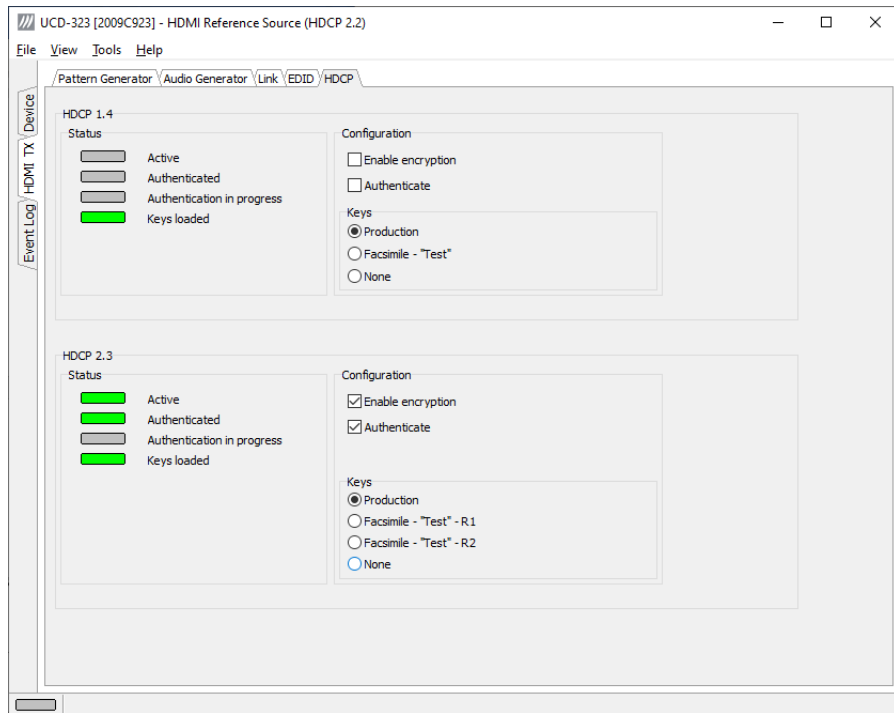 UCD-323 [2009C923] - HDMI Reference Source (HDCP 2.2)
File View Tools Help
Pattern Generator Audio Generator Link EDID HDCP
Device
HDMI TX
Event Log
HDCP 1.4
Status
Active
Authenticated
Authentication in progress
Keys loaded
Configuration
Enable encryption
Authenticate
Keys
Production
Facsimile - "Test"
None
HDCP 2.3
Status
Active
Authenticated
Authentication in progress
Keys loaded
Configuration
Enable encryption
Authenticate
Keys
Production
Facsimile - "Test" - R1
Facsimile - "Test" - R2
None